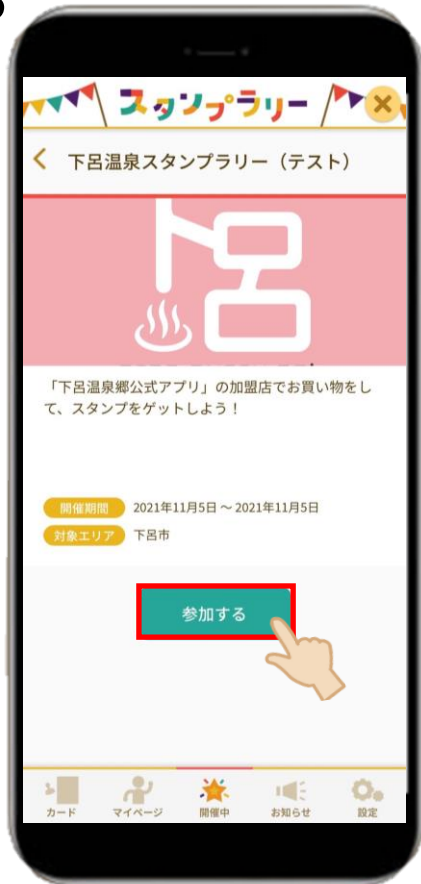 スタンプラリー
下呂温泉スタンプラリー（テスト）
「下呂温泉郷公式アプリ」の加盟店でお買い物をし
て、スタンプをゲットしよう！
開催期間 2021年11月5日 ～ 2021年11月5日
対象エリア 下呂市
参加する
カード マイページ 開催中 お知らせ 設定